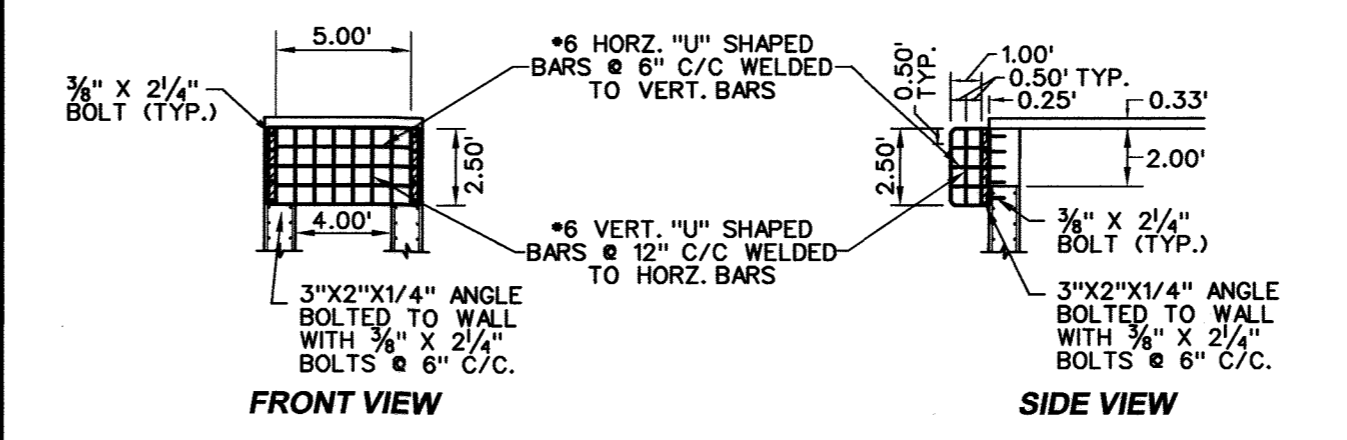 5.00'
3/8" X 2 1/4"
BOLT (TYP.)
2.50'
4.00'
3"X2"X1/4" ANGLE
BOLTED TO WALL
WITH 3/8" X 2 1/4"
BOLTS @ 6" C/C.
FRONT VIEW
#6 HORZ. "U" SHAPED
BARS @ 6" C/C WELDED
TO VERT. BARS
#6 VERT. "U" SHAPED
BARS @ 12" C/C WELDED
TO HORZ. BARS
0.50'
TYP.
1.00'
0.50' TYP.
0.25'
0.33'
2.50'
2.00'
3/8" X 2 1/4"
BOLT (TYP.)
3"X2"X1/4" ANGLE
BOLTED TO WALL
WITH 3/8" X 2 1/4"
BOLTS @ 6" C/C.
SIDE VIEW